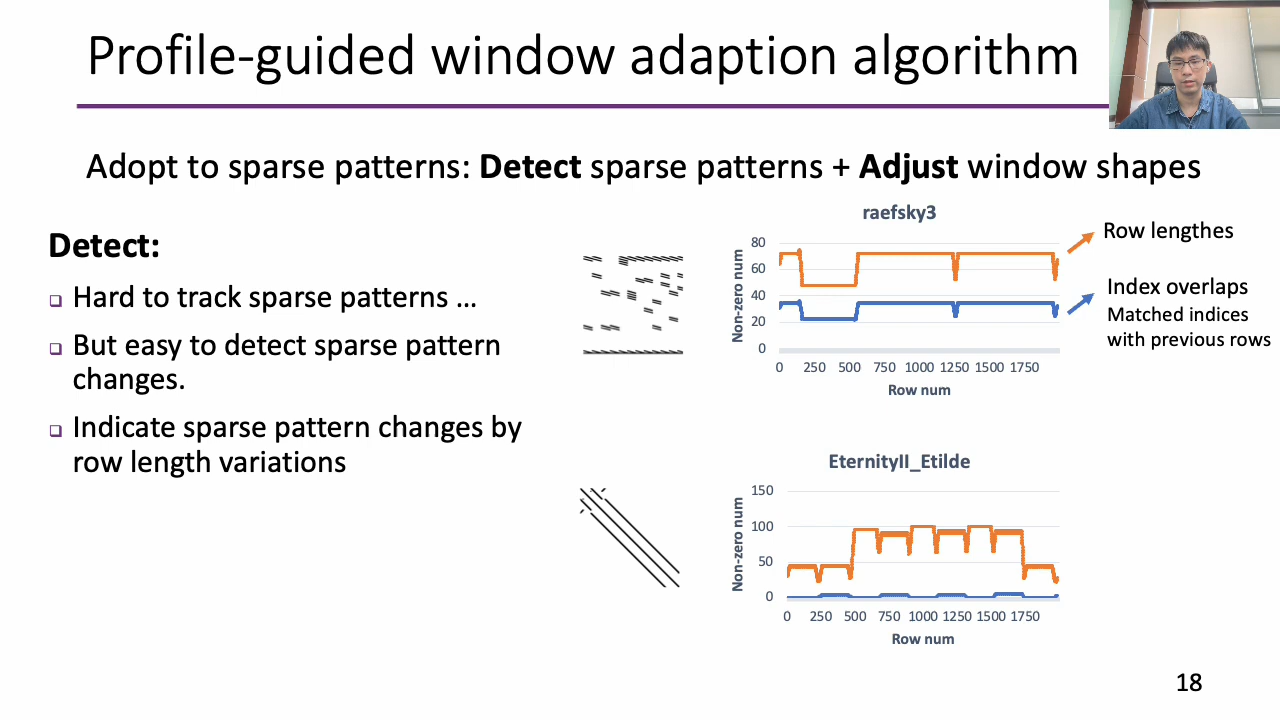 Profile-guided window adaption algorithm
Adopt to sparse patterns: Detect sparse patterns + Adjust window shapes
Detect:
❑ Hard to track sparse patterns …
❑ But easy to detect sparse pattern
changes.
❑ Indicate sparse pattern changes by
row length variations
raefsky3
Non-zero num
80
60
40
20
0
0 250 500 750 1000 1250 1500 1750
Row num
Row lengthes
Index overlaps
Matched indices
with previous rows
EternityII_Etilde
Non-zero num
150
100
50
0
0 250 500 750 1000 1250 1500 1750
Row num
18